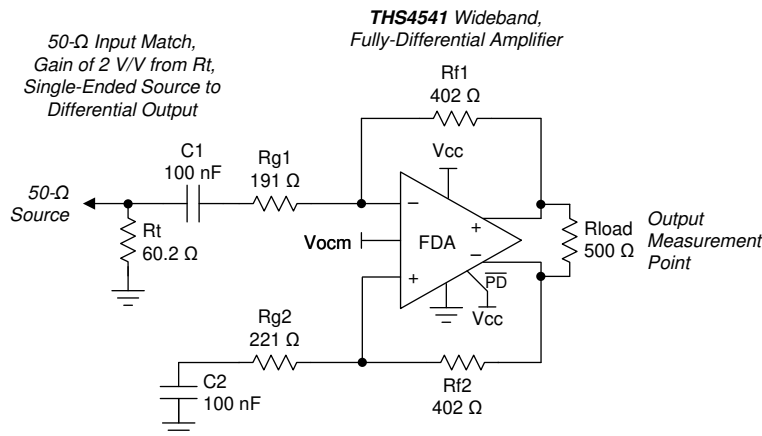 THS4541 Wideband,
Fully-Differential Amplifier
50-Ω Input Match,
Gain of 2 V/V from Rt,
Single-Ended Source to
Differential Output
Rf1
402 Ω
C1
100 nF
Rg1
191 Ω
Vcc
50-Ω
Source
Rt
60.2 Ω
Vocm
−
FDA
+
+
−
PD
Vcc
Rload
500 Ω
Output
Measurement
Point
Rg2
221 Ω
C2
100 nF
Rf2
402 Ω